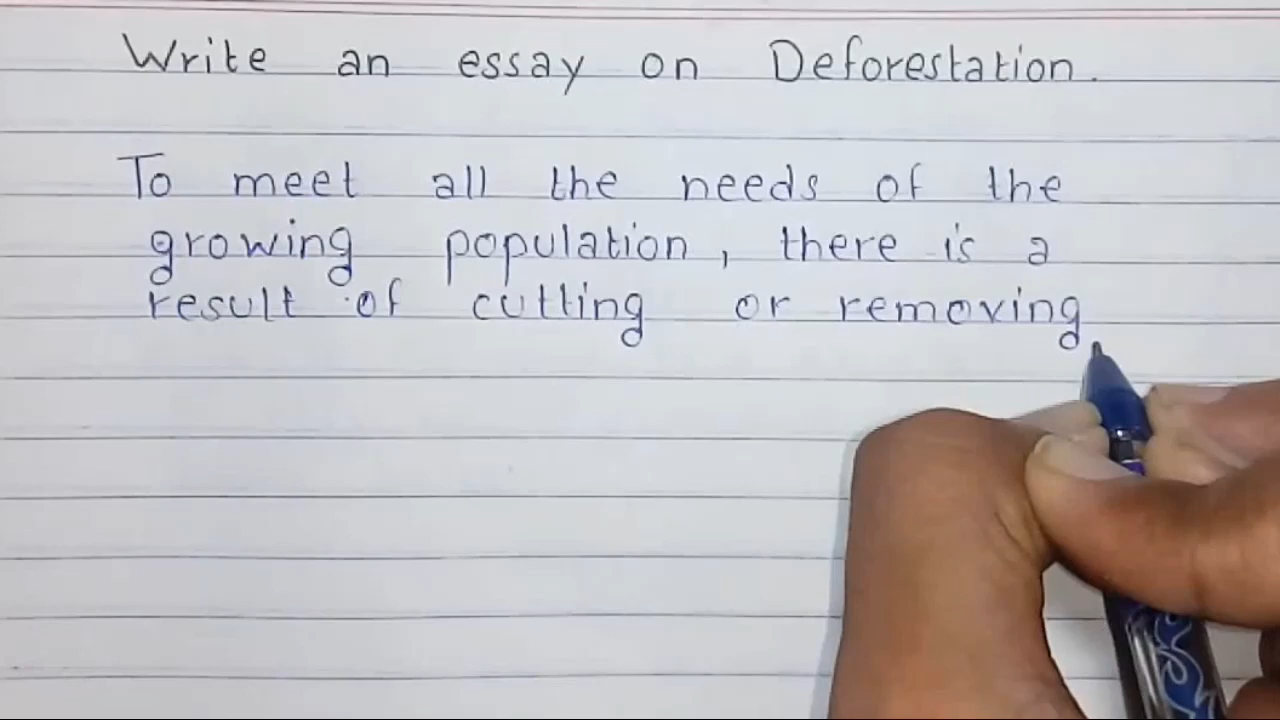 Write an essay on Deforestation.
To meet all the needs of the
growing population, there is a
result of cutting or removing